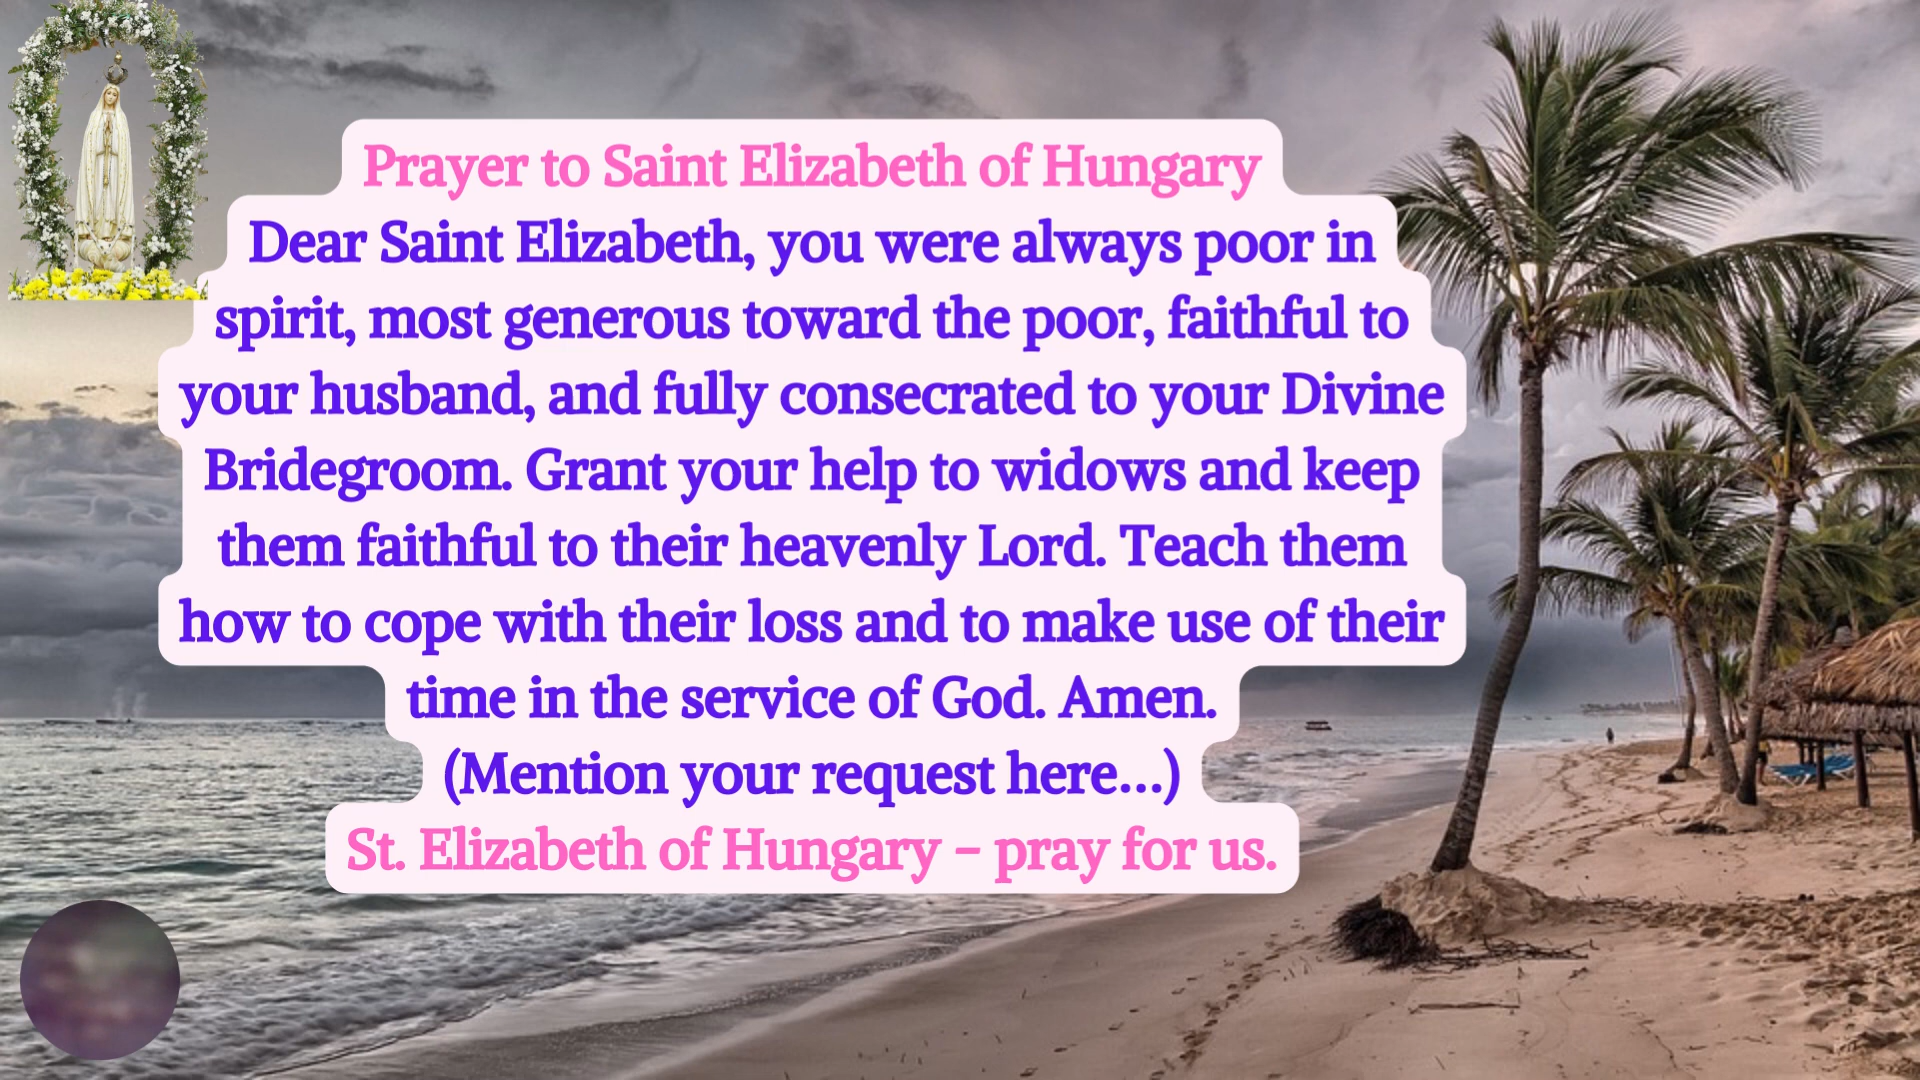 Prayer to Saint Elizabeth of Hungary
Dear Saint Elizabeth, you were always poor in
spirit, most generous toward the poor, faithful to
your husband, and fully consecrated to your Divine
Bridegroom. Grant your help to widows and keep
them faithful to their heavenly Lord. Teach them
how to cope with their loss and to make use of their
time in the service of God. Amen.
(Mention your request here...)
St. Elizabeth of Hungary – pray for us.